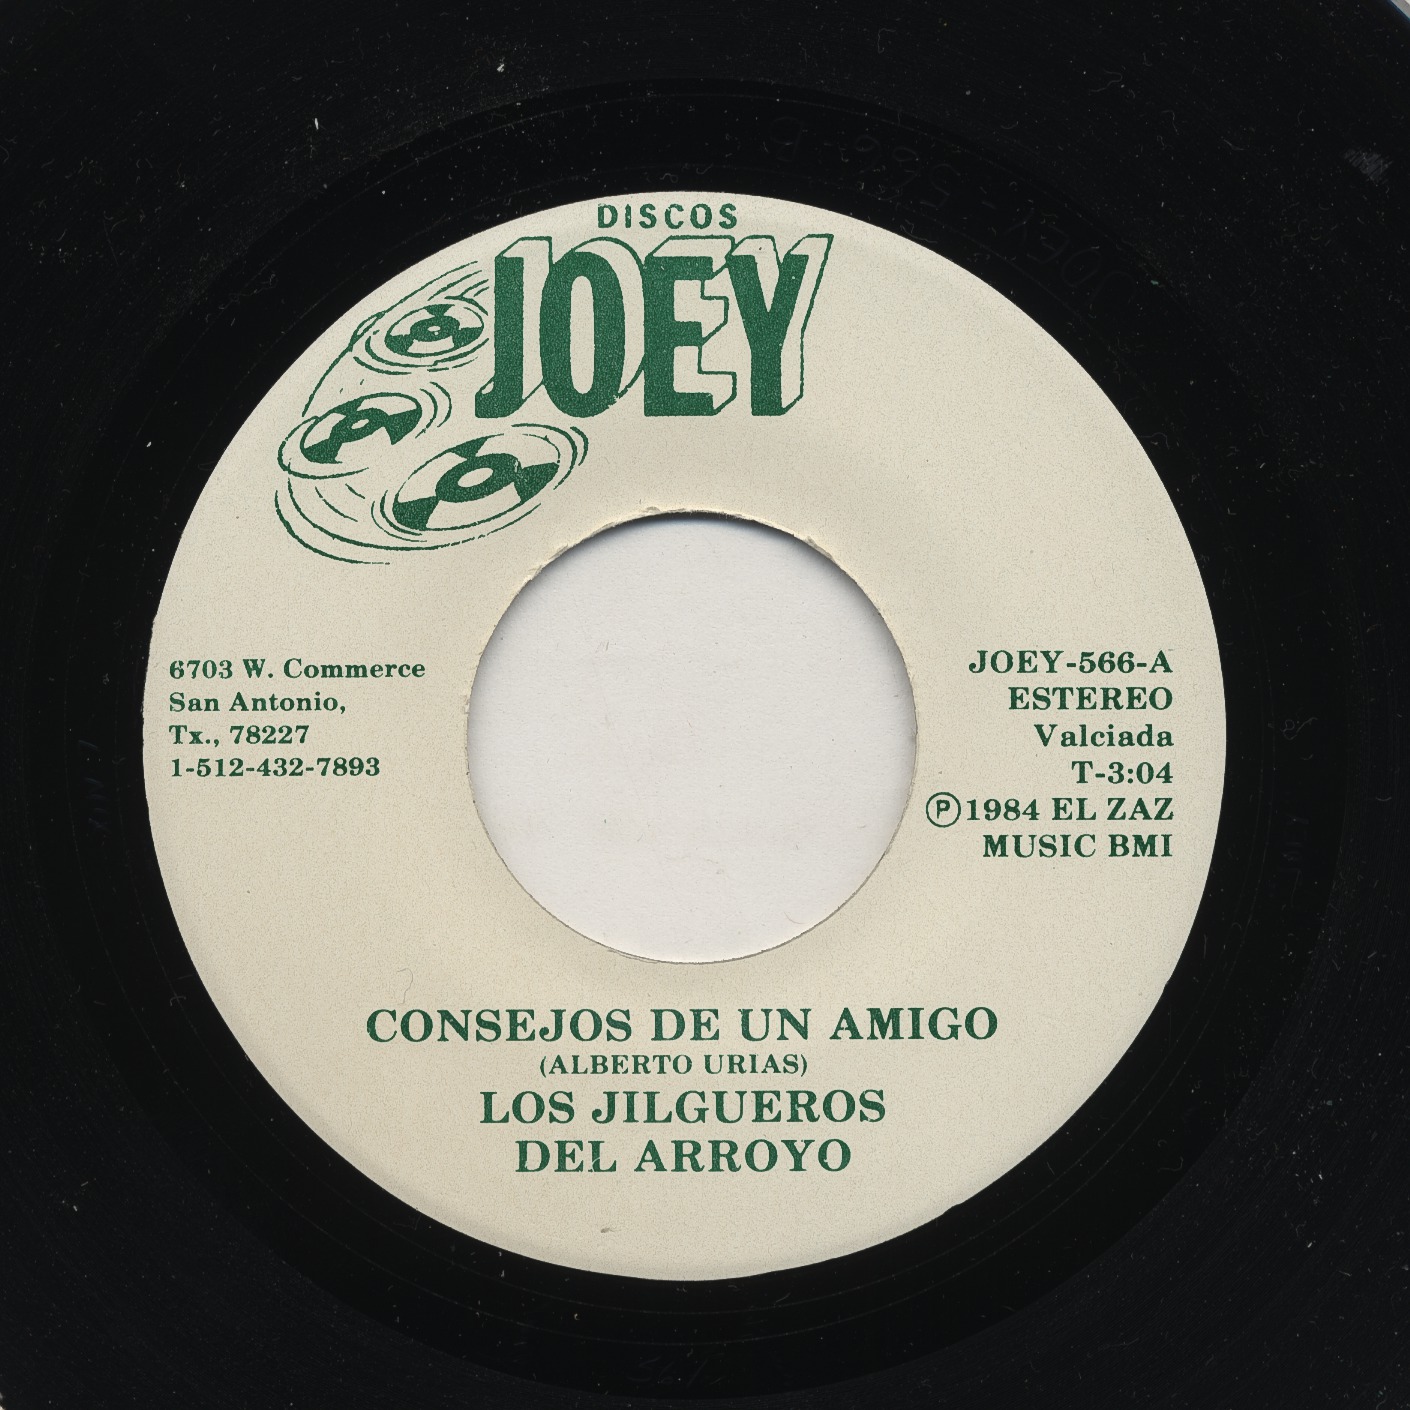 DISCOS
JOEY
6703 W. Commerce
San Antonio,
Tx., 78227
1-512-432-7893
JOEY-566-A
ESTEREO
Valciada
T-3:04
Ⓟ1984 EL ZAZ
MUSIC BMI
CONSEJOS DE UN AMIGO
(ALBERTO URIAS)
LOS JILGUEROS
DEL ARROYO